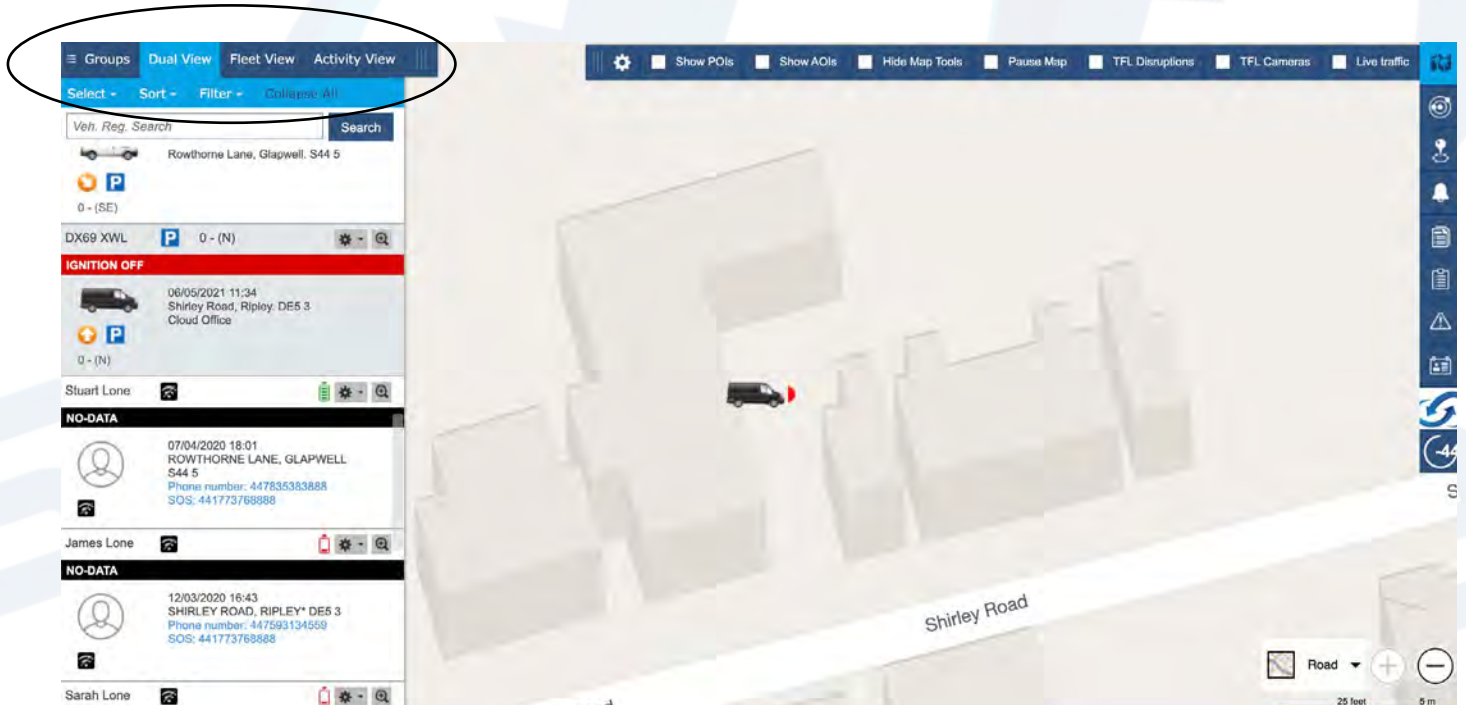 Groups Dual View Fleet View Activity View
Select Sort Filter Collapse All
Veh. Reg. Search Search
Rowthorne Lane, Glapwell. S44 5
P
0 - (SE)
DX69 XWL P 0 - (N)
IGNITION OFF
06/05/2021 11:34
Shirley Road, Ripley. DE5 3
Cloud Office
P
0 - (N)
Stuart Lone
NO-DATA
07/04/2020 18:01
ROWTHORNE LANE, GLAPWELL
S44 5
Phone number: 447835383888
SOS: 441773768888
James Lone
NO-DATA
12/03/2020 16:43
SHIRLEY ROAD, RIPLEY* DE5 3
Phone number: 447593134559
SOS: 441773768888
Sarah Lone
Show POIs Show AOIs Hide Map Tools Pause Map TFL Disruptions TFL Cameras Live traffic
-44
S
Shirley Road
Road
25 feet 5 m